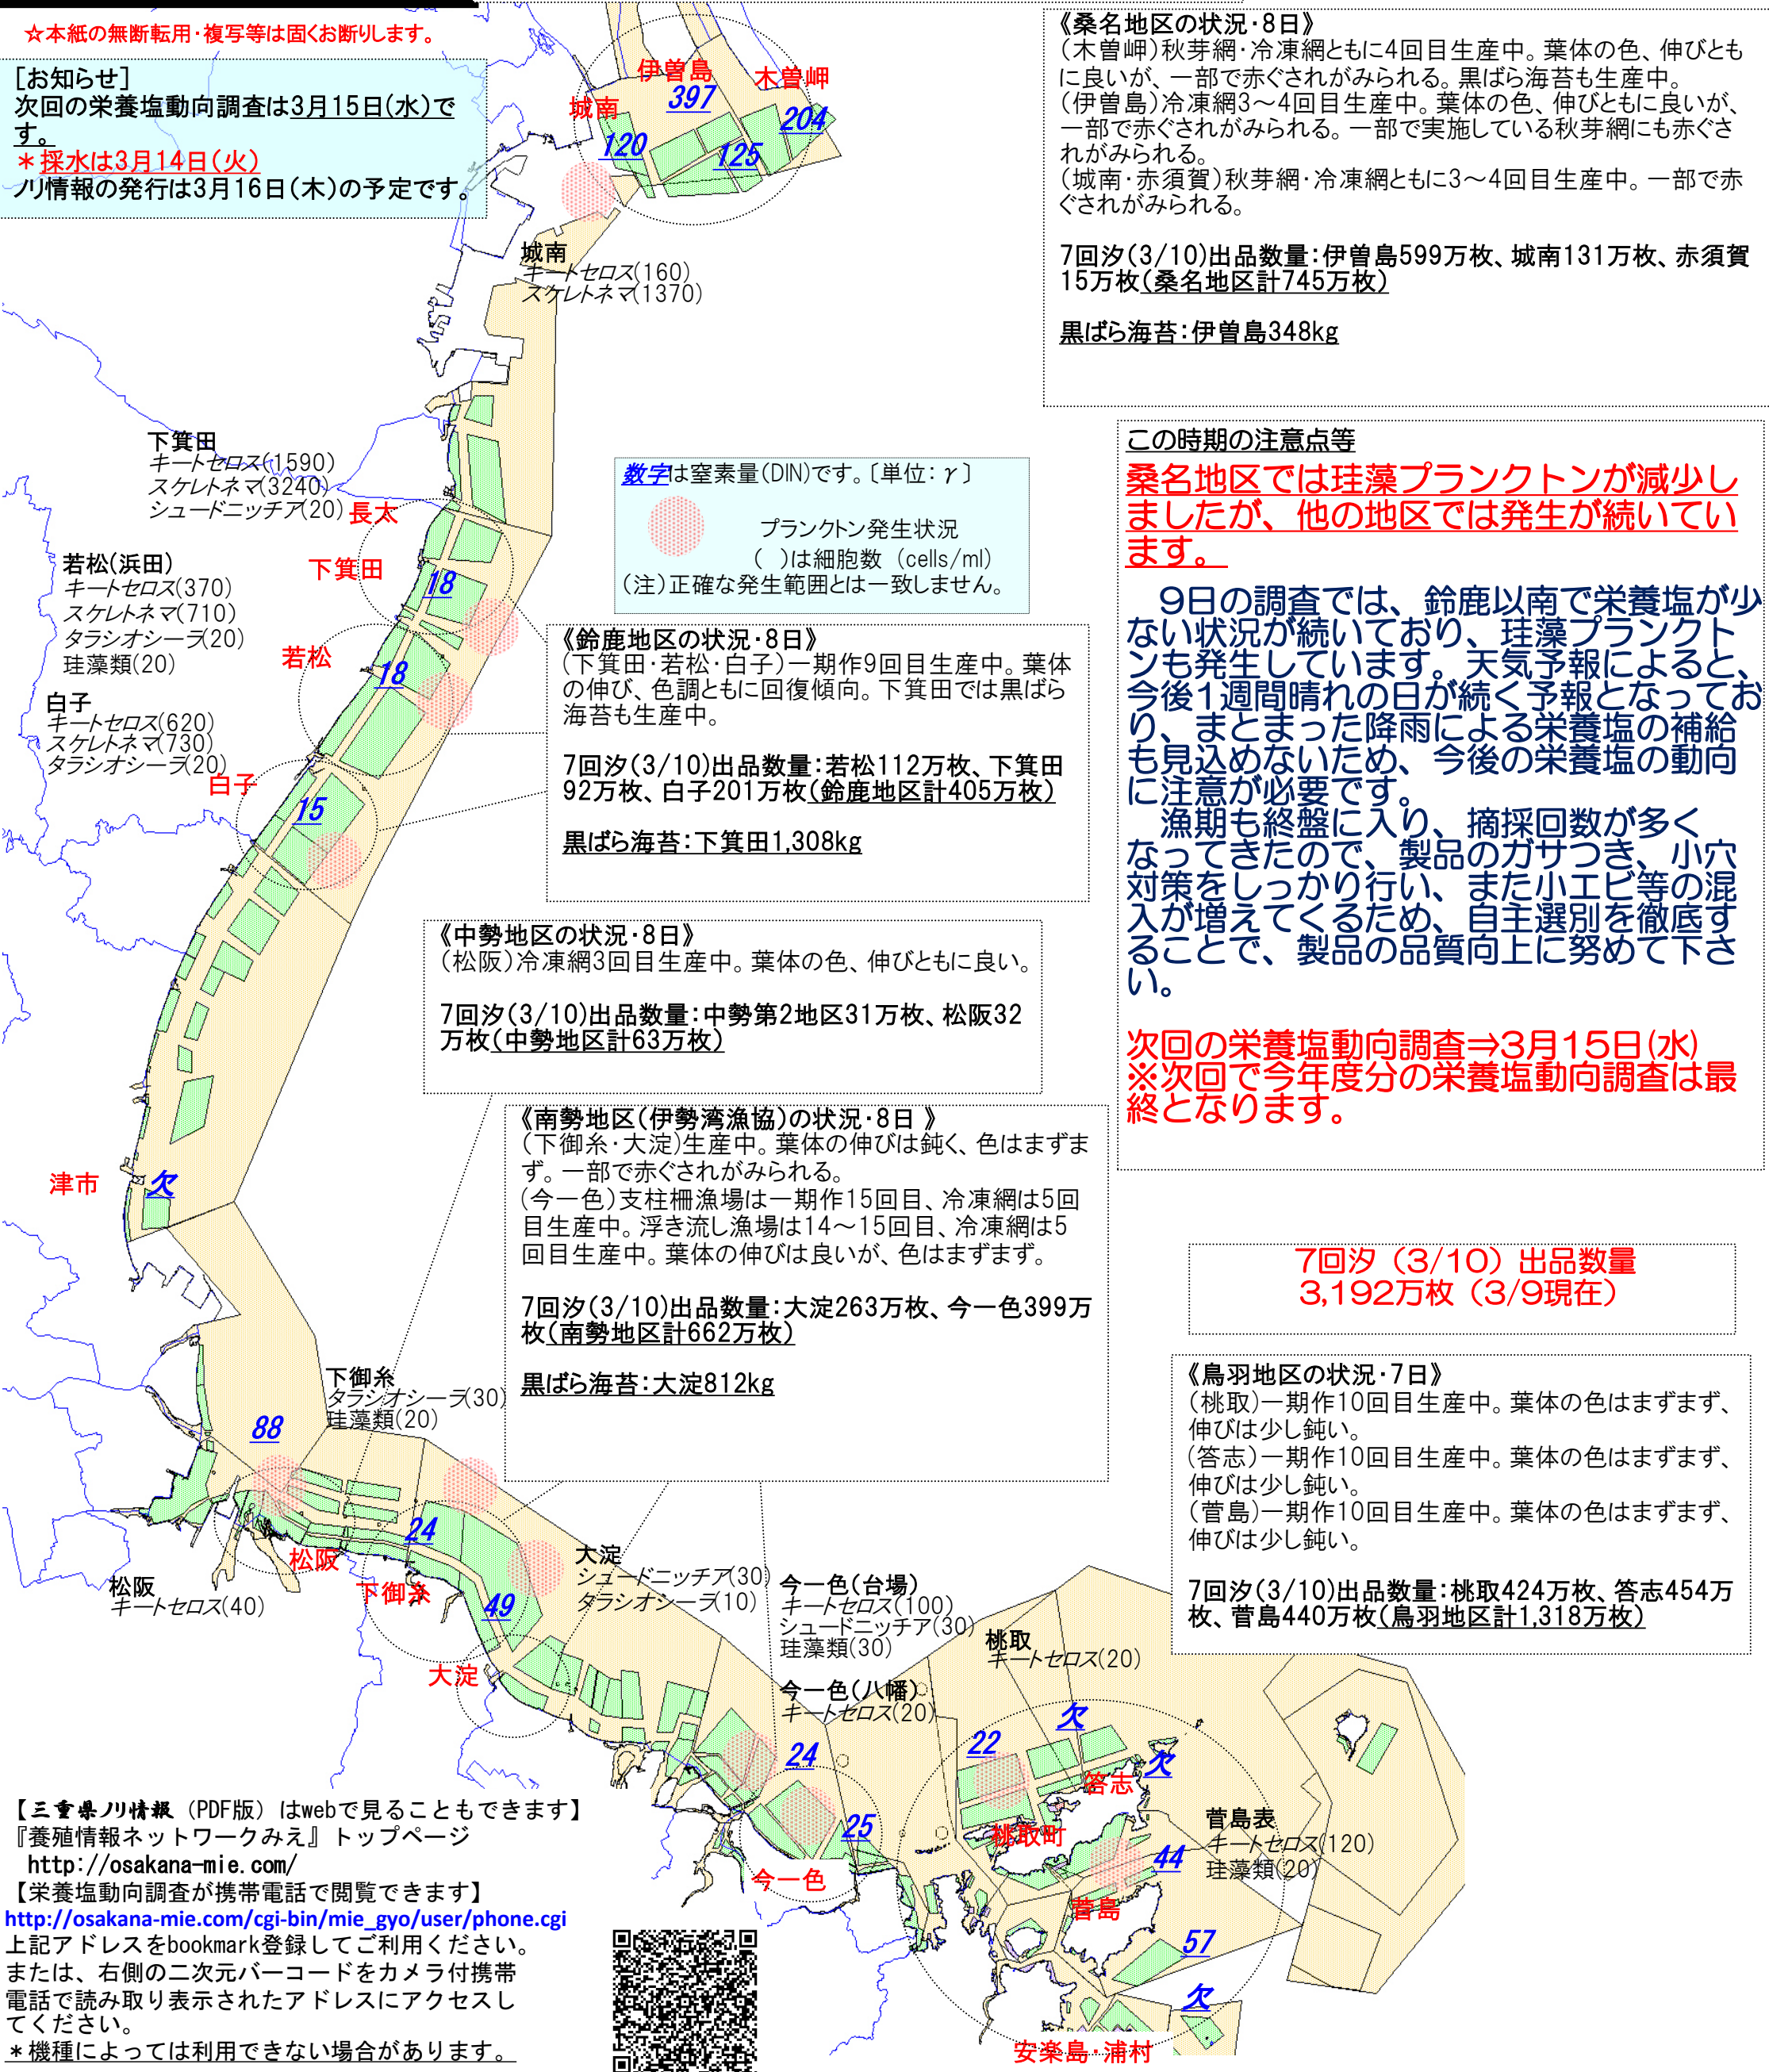 ☆本紙の無断転用・複写等は固くお断りします。
[お知らせ]
次回の栄養塩動向調査は3月15日(水)で
す。
＊採水は3月14日(火)
ノリ情報の発行は3月16日(木)の予定です。
伊曽島
397
木曽岬
204
城南
120
125
城南
キートセロス(160)
スケレトネマ(1370)
《桑名地区の状況・8日》
(木曽岬)秋芽網・冷凍網ともに4回目生産中。葉体の色、伸びとも
に良いが、一部で赤ぐされがみられる。黒ばら海苔も生産中。
(伊曽島)冷凍網3～4回目生産中。葉体の色、伸びともに良いが、
一部で赤ぐされがみられる。一部で実施している秋芽網にも赤ぐさ
れがみられる。
(城南・赤須賀)秋芽網・冷凍網ともに3～4回目生産中。一部で赤
ぐされがみられる。
7回汐(3/10)出品数量：伊曽島599万枚、城南131万枚、赤須賀
15万枚(桑名地区計745万枚)
黒ばら海苔：伊曽島348kg
下箕田
キートセロス(1590)
スケレトネマ(3240)
シュードニッチア(20)
長太
下箕田
18
若松(浜田)
キートセロス(370)
スケレトネマ(710)
タラシオシーラ(20)
珪藻類(20)
若松
18
白子
キートセロス(620)
スケレトネマ(730)
タラシオシーラ(20)
白子
15
数字は窒素量(DIN)です。〔単位：γ〕
プランクトン発生状況
(　)は細胞数 (cells/ml)
(注)正確な発生範囲とは一致しません。
《鈴鹿地区の状況・8日》
(下箕田・若松・白子)一期作9回目生産中。葉体
の伸び、色調ともに回復傾向。下箕田では黒ばら
海苔も生産中。
7回汐(3/10)出品数量：若松112万枚、下箕田
92万枚、白子201万枚(鈴鹿地区計405万枚)
黒ばら海苔：下箕田1,308kg
この時期の注意点等
桑名地区では珪藻プランクトンが減少し
ましたが、他の地区では発生が続いてい
ます。
　9日の調査では、鈴鹿以南で栄養塩が少
ない状況が続いており、珪藻プランクト
ンも発生しています。天気予報によると、
今後1週間晴れの日が続く予報となってお
り、まとまった降雨による栄養塩の補給
も見込めないため、今後の栄養塩の動向
に注意が必要です。
　漁期も終盤に入り、摘採回数が多く
なってきたので、製品のガサつき、小穴
対策をしっかり行い、また小エビ等の混
入が増えてくるため、自主選別を徹底す
ることで、製品の品質向上に努めて下さ
い。
次回の栄養塩動向調査⇒3月15日(水)
※次回で今年度分の栄養塩動向調査は最
終となります。
《中勢地区の状況・8日》
(松阪)冷凍網3回目生産中。葉体の色、伸びともに良い。
7回汐(3/10)出品数量：中勢第2地区31万枚、松阪32
万枚(中勢地区計63万枚)
津市
欠
《南勢地区(伊勢湾漁協)の状況・8日 》
(下御糸・大淀)生産中。葉体の伸びは鈍く、色はまずま
ず。一部で赤ぐされがみられる。
(今一色)支柱柵漁場は一期作15回目、冷凍網は5回
目生産中。浮き流し漁場は14～15回目、冷凍網は5
回目生産中。葉体の伸びは良いが、色はまずまず。
7回汐(3/10)出品数量：大淀263万枚、今一色399万
枚(南勢地区計662万枚)
黒ばら海苔：大淀812kg
7回汐（3/10）出品数量
3,192万枚（3/9現在）
《鳥羽地区の状況・7日》
(桃取)一期作10回目生産中。葉体の色はまずまず、
伸びは少し鈍い。
(答志)一期作10回目生産中。葉体の色はまずまず、
伸びは少し鈍い。
(菅島)一期作10回目生産中。葉体の色はまずまず、
伸びは少し鈍い。
7回汐(3/10)出品数量：桃取424万枚、答志454万
枚、菅島440万枚(鳥羽地区計1,318万枚)
下御糸
タラシオシーラ(30)
珪藻類(20)
88
松阪
松阪
キートセロス(40)
24
下御糸
49
大淀
大淀
シュードニッチア(30)
タラシオシーラ(10)
今一色(台場)
キートセロス(100)
シュードニッチア(30)
珪藻類(30)
今一色(八幡)
キートセロス(20)
24
25
今一色
桃取
キートセロス(20)
22
欠
欠
答志
桃取町
菅島表
キートセロス(120)
珪藻類(20)
44
菅島
57
欠
安楽島・浦村
【三重県ノリ情報（PDF版）はwebで見ることもできます】
『養殖情報ネットワークみえ』トップページ
http://osakana-mie.com/
【栄養塩動向調査が携帯電話で閲覧できます】
http://osakana-mie.com/cgi-bin/mie_gyo/user/phone.cgi
上記アドレスをbookmark登録してご利用ください。
または、右側の二次元バーコードをカメラ付携帯
電話で読み取り表示されたアドレスにアクセスし
てください。
＊機種によっては利用できない場合があります。